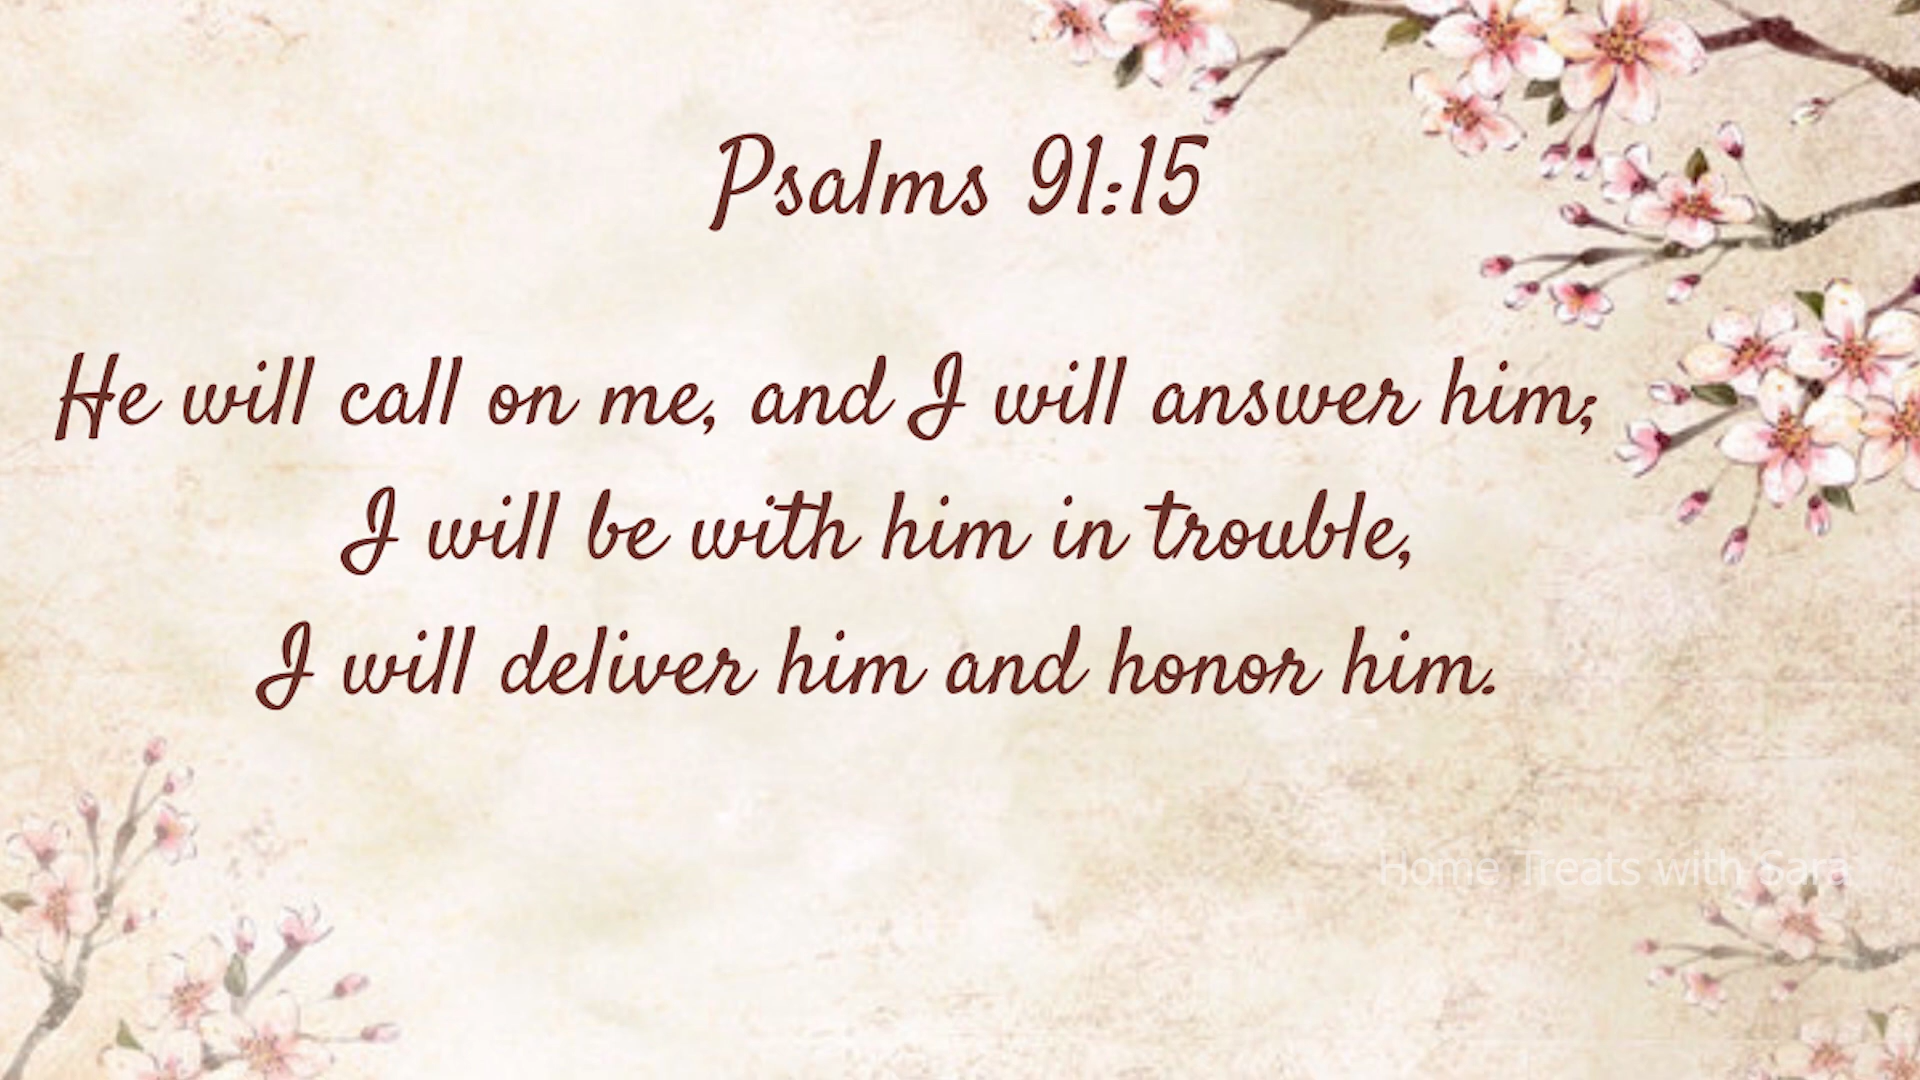 Psalms 91:15
He will call on me, and I will answer him;
I will be with him in trouble,
I will deliver him and honor him.
Home Treats with Sara